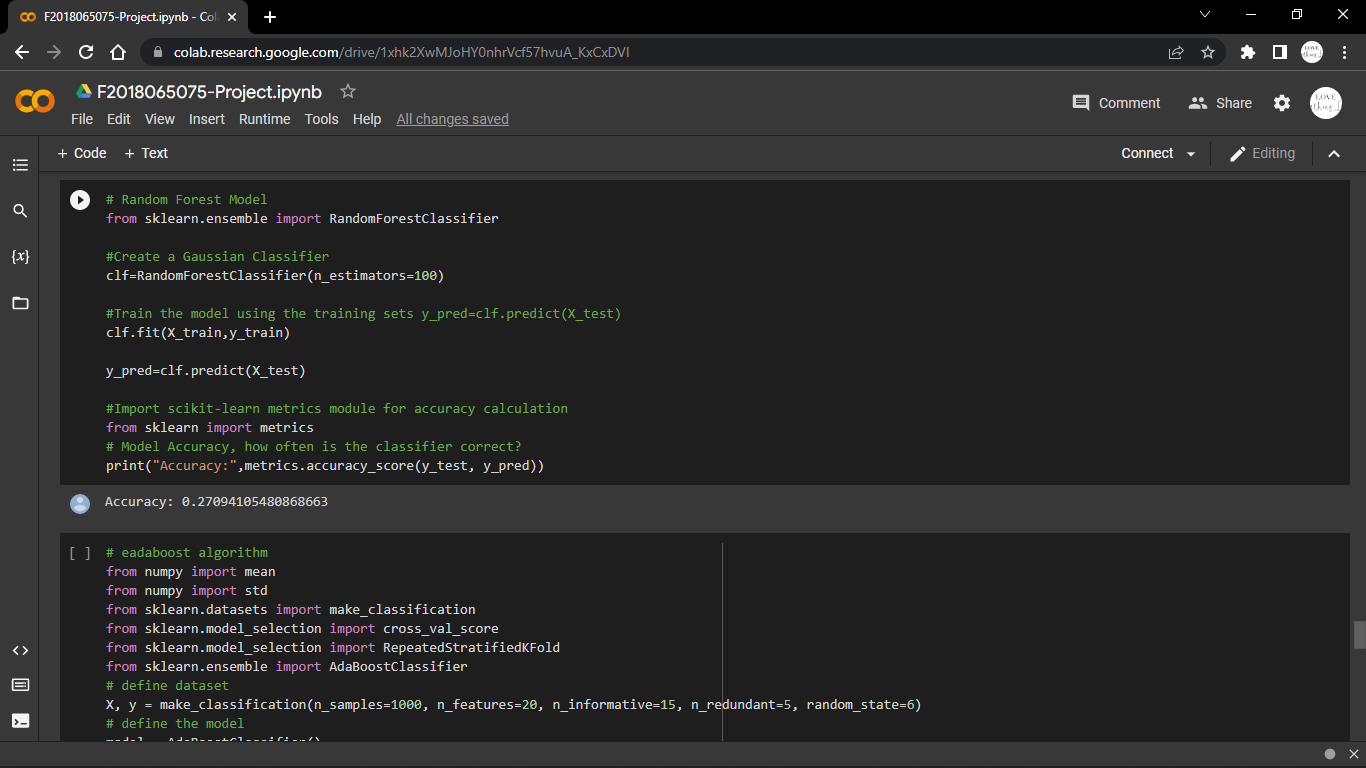 F2018065075-Project.ipynb - Col
colab.research.google.com/drive/1xhk2XwMJoHY0nhrVcf57hvuA_KxCxDVI
F2018065075-Project.ipynb
File Edit View Insert Runtime Tools Help All changes saved
Comment Share
+ Code + Text
Connect Editing
# Random Forest Model
from sklearn.ensemble import RandomForestClassifier
#Create a Gaussian Classifier
clf=RandomForestClassifier(n_estimators=100)
#Train the model using the training sets y_pred=clf.predict(X_test)
clf.fit(X_train,y_train)
y_pred=clf.predict(X_test)
#Import scikit-learn metrics module for accuracy calculation
from sklearn import metrics
# Model Accuracy, how often is the classifier correct?
print("Accuracy:",metrics.accuracy_score(y_test, y_pred))
Accuracy: 0.27094105480868663
[ ] # eadaboost algorithm
from numpy import mean
from numpy import std
from sklearn.datasets import make_classification
from sklearn.model_selection import cross_val_score
from sklearn.model_selection import RepeatedStratifiedKFold
from sklearn.ensemble import AdaBoostClassifier
# define dataset
X, y = make_classification(n_samples=1000, n_features=20, n_informative=15, n_redundant=5, random_state=6)
# define the model
model = AdaBoostClassifier()